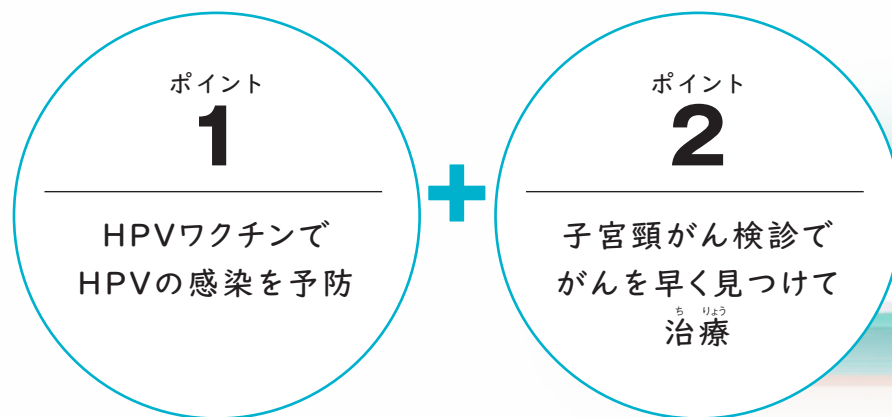 ポイント
1
HPVワクチンで
HPVの感染を予防
+
ポイント
2
子宮頸がん検診で
がんを早く見つけて
ち りょう
治療